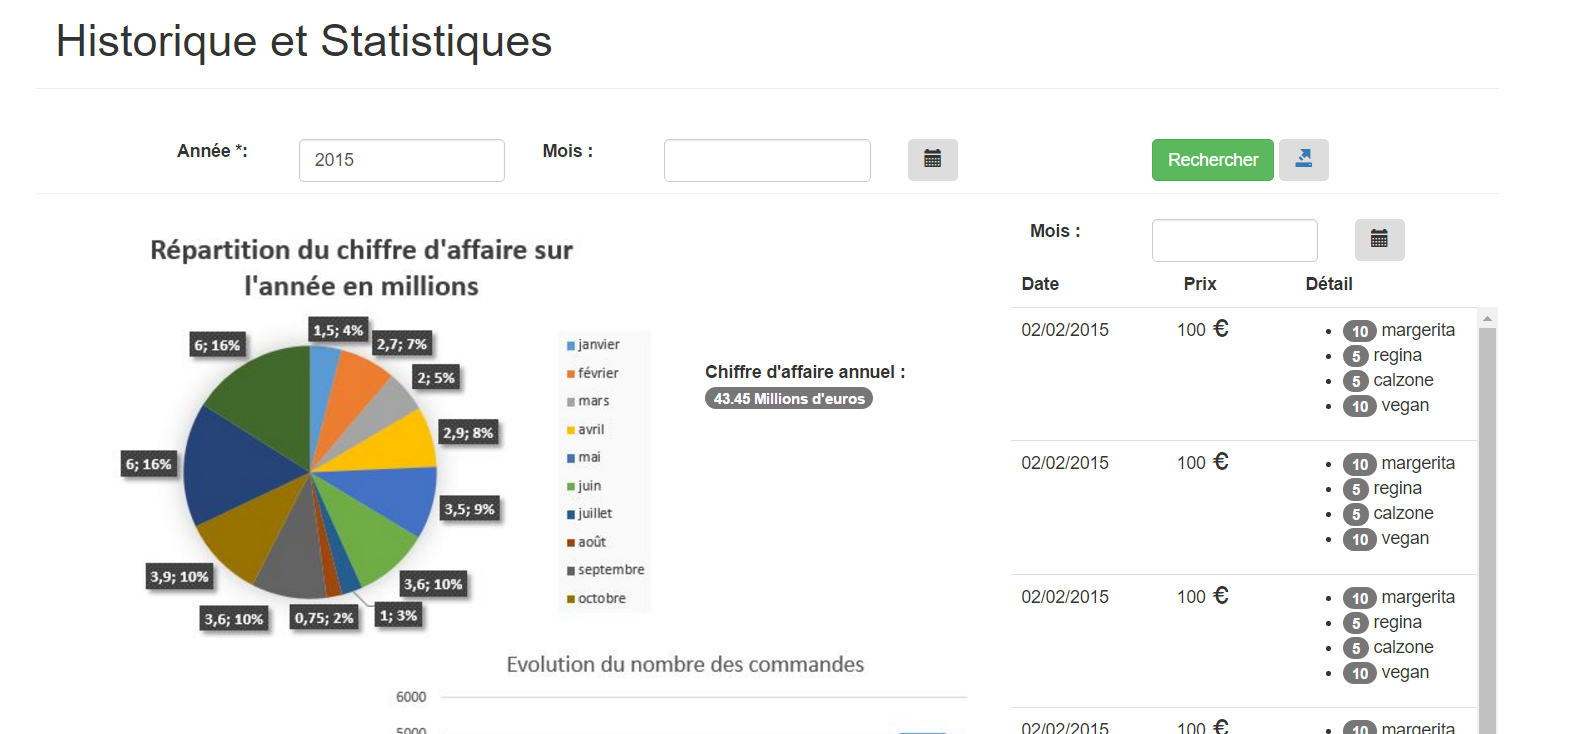 Historique et Statistiques
Année *:
2015
Mois :
Rechercher
Répartition du chiffre d'affaire sur
l'année en millions
1,5; 4%
6; 16%
2,7; 7%
2; 5%
2,9; 8%
6; 16%
3,5; 9%
3,9; 10%
3,6; 10%
3,6; 10%
0,75; 2%
1; 3%
janvier
février
mars
avril
mai
juin
juillet
août
septembre
octobre
Chiffre d'affaire annuel :
43.45 Millions d'euros
Evolution du nombre des commandes
6000
5000
Mois :
Date Prix Détail
02/02/2015 100 € 10 margerita
5 regina
5 calzone
10 vegan
02/02/2015 100 € 10 margerita
5 regina
5 calzone
10 vegan
02/02/2015 100 € 10 margerita
5 regina
5 calzone
10 vegan
02/02/2015 100 € 10 margerita